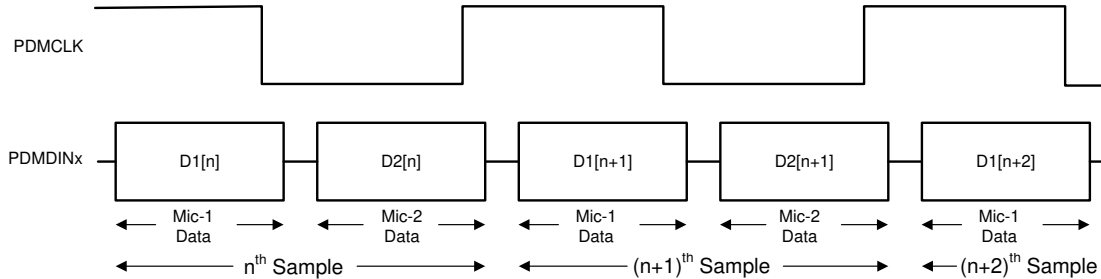 PDMCLK
PDMDINx
D1[n]
D2[n]
D1[n+1]
D2[n+1]
D1[n+2]
Mic-1
Data
Mic-2
Data
Mic-1
Data
Mic-2
Data
Mic-1
Data
nth Sample
(n+1)th Sample
(n+2)th Sample